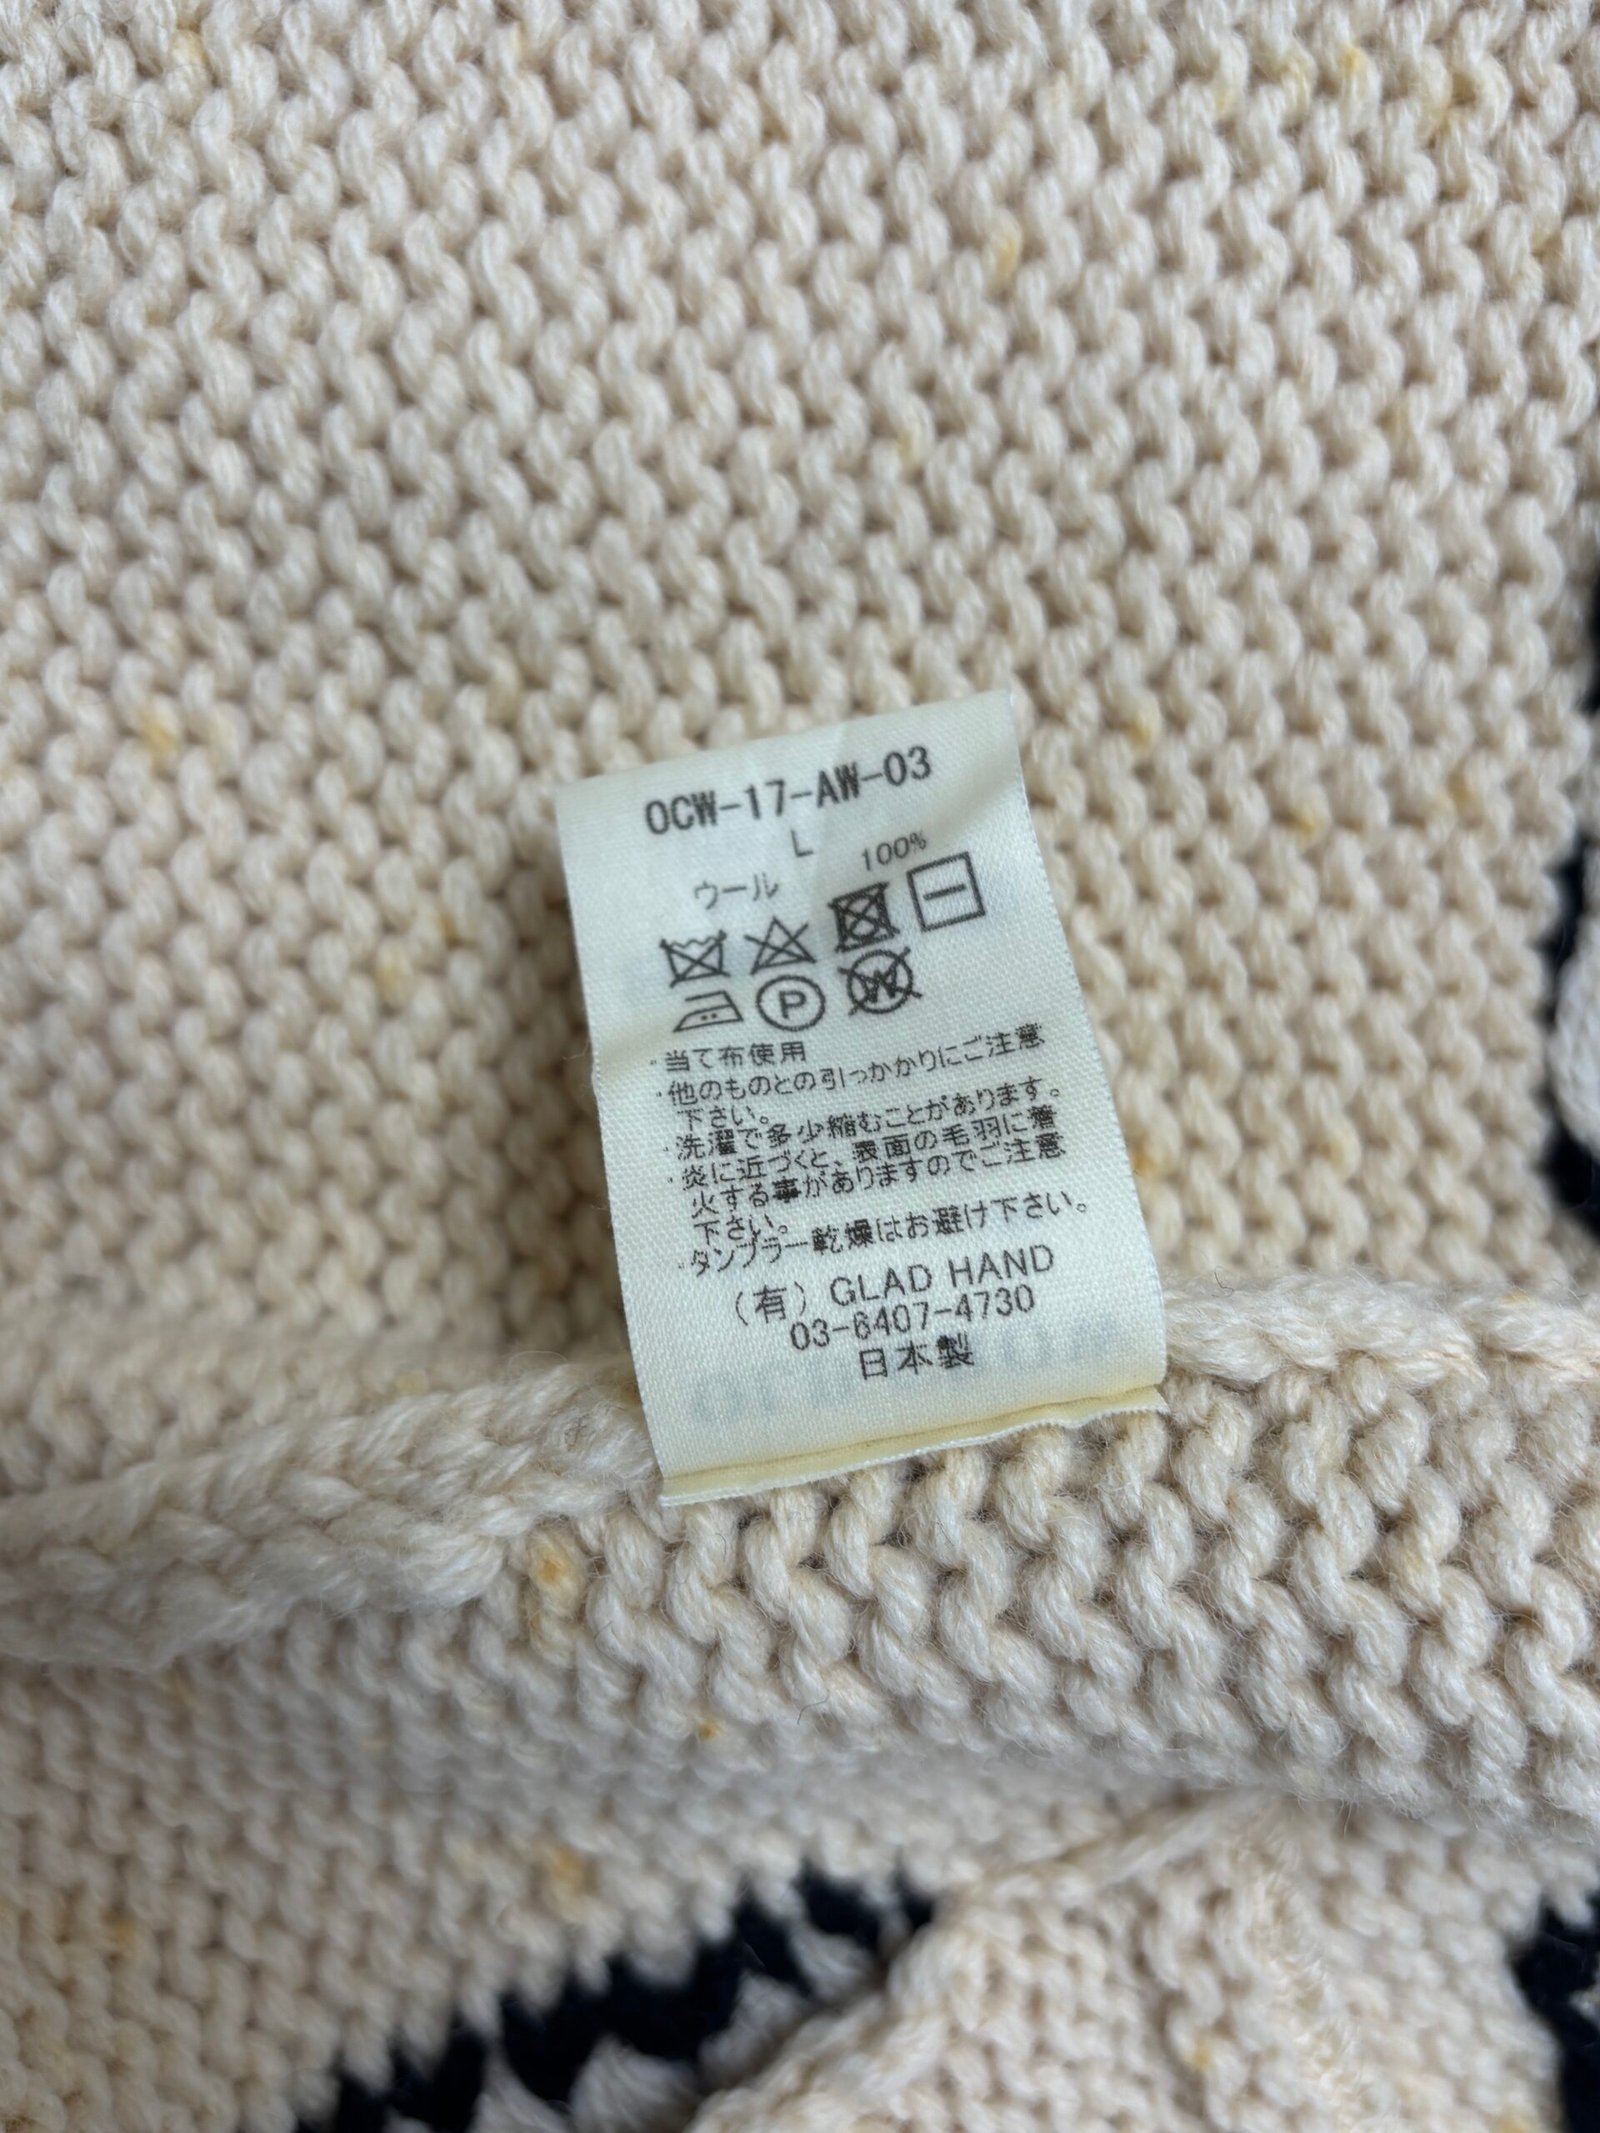 OCW-17-AW-03
L
ウール 100%
P W
・当て布使用
・他のものとの引っかかりにご注意
下さい。
・洗濯で多少縮むことがあります。
・炎に近づくと、表面の毛羽に着
火する事がありますのでご注意
下さい。
・タンブラー乾燥はお避け下さい。
(有) GLAD HAND
03-6407-4730
日本製